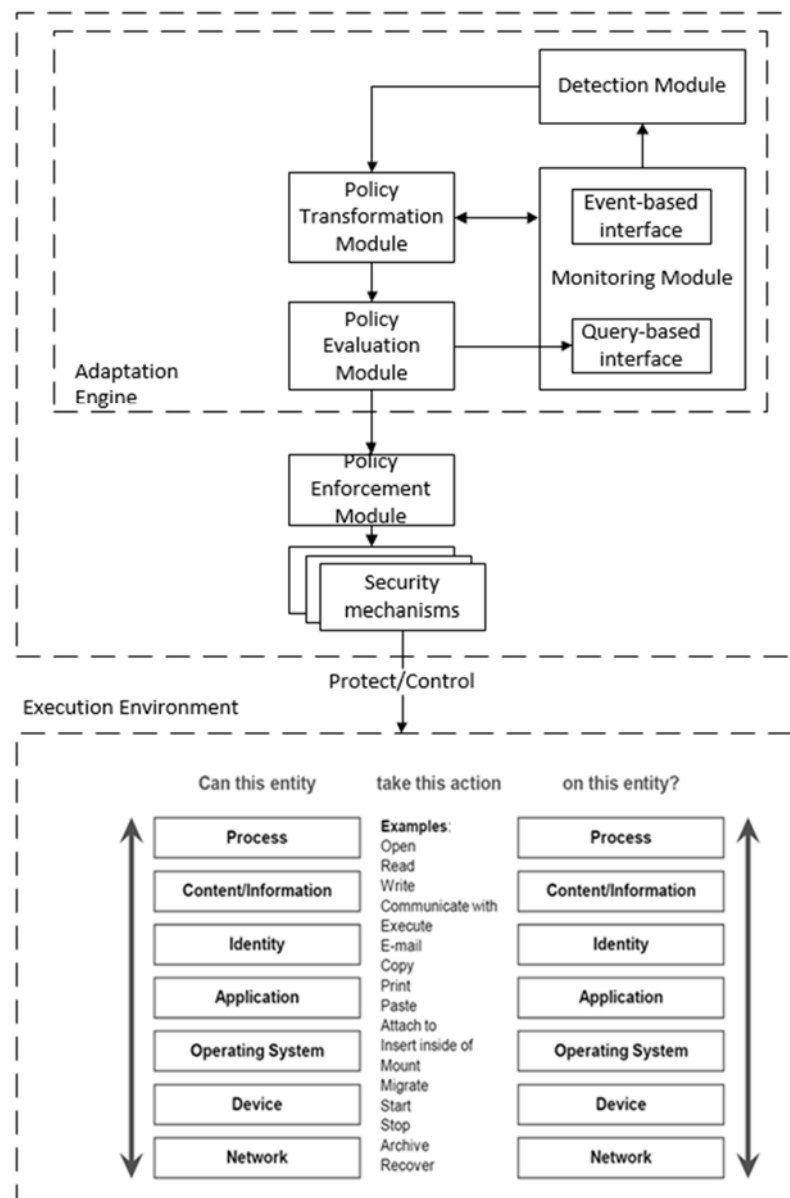 Detection Module
Policy
Transformation
Module
Event-based
interface
Monitoring Module
Policy
Evaluation
Module
Query-based
interface
Adaptation
Engine
Policy
Enforcement
Module
Security
mechanisms
Protect/Control
Execution Environment
Can this entity
take this action
on this entity?
Process
Content/Information
Identity
Application
Operating System
Device
Network
Examples:
Open
Read
Write
Communicate with
Execute
E-mail
Copy
Print
Paste
Attach to
Insert inside of
Mount
Migrate
Start
Stop
Archive
Recover
Process
Content/Information
Identity
Application
Operating System
Device
Network